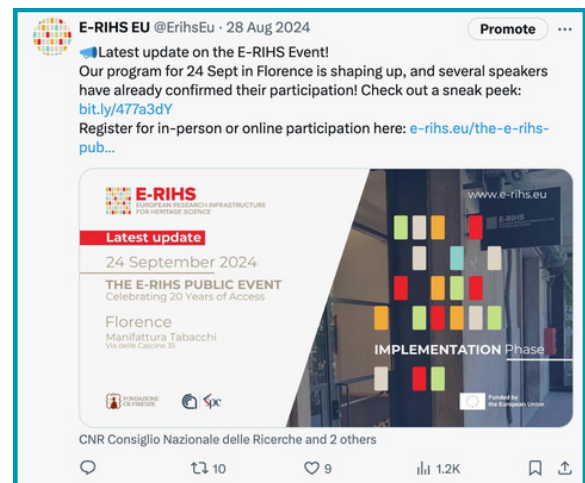 E-RIHS EU @ErihsEu · 28 Aug 2024
Promote
📣Latest update on the E-RIHS Event!
Our program for 24 Sept in Florence is shaping up, and several speakers
have already confirmed their participation! Check out a sneak peek:
bit.ly/477a3dY
Register for in-person or online participation here: e-rihs.eu/the-e-rihs-
pub...
E-RIHS
EUROPEAN RESEARCH INFRASTRUCTURE
FOR HERITAGE SCIENCE
www.e-rihs.eu
E-RIHS
Latest update
24 September 2024
THE E-RIHS PUBLIC EVENT
Celebrating 20 Years of Access
Florence
Manifattura Tabacchi
Via delle Cascine 35
IMPLEMENTATION Phase
FONDAZIONE
CR FIRENZE
Funded by
the European Union
CNR Consiglio Nazionale delle Ricerche and 2 others
10
9
1.2K